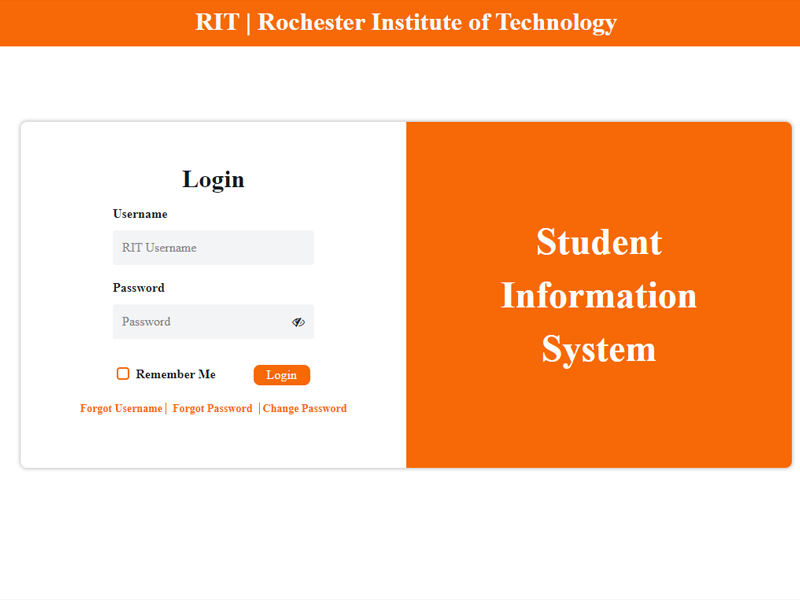 RIT | Rochester Institute of Technology
Login
Username
RIT Username
Password
Password
Remember Me
Login
Forgot Username | Forgot Password | Change Password
Student
Information
System